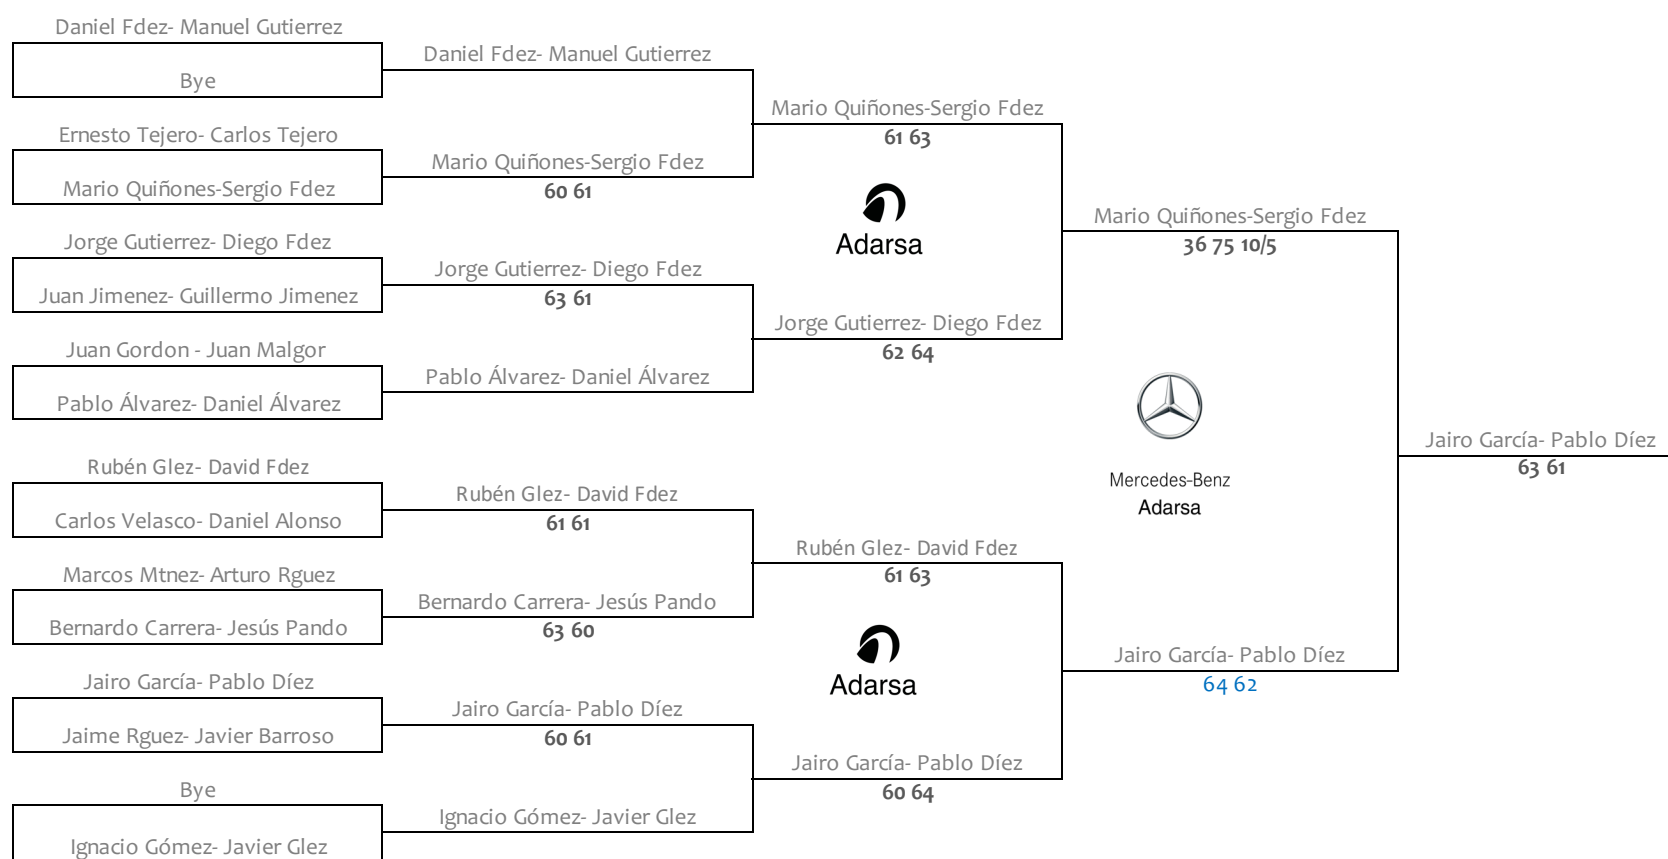 Daniel Fdez- Manuel Gutierrez
Bye
Ernesto Tejero- Carlos Tejero
Mario Quiñones-Sergio Fdez
Jorge Gutierrez- Diego Fdez
Juan Jimenez- Guillermo Jimenez
Juan Gordon - Juan Malgor
Pablo Álvarez- Daniel Álvarez
Rubén Glez- David Fdez
Carlos Velasco- Daniel Alonso
Marcos Mtnez- Arturo Rguez
Bernardo Carrera- Jesús Pando
Jairo García- Pablo Díez
Jaime Rguez- Javier Barroso
Bye
Ignacio Gómez- Javier Glez
Daniel Fdez- Manuel Gutierrez
Mario Quiñones-Sergio Fdez
60 61
Jorge Gutierrez- Diego Fdez
63 61
Pablo Álvarez- Daniel Álvarez
Rubén Glez- David Fdez
61 61
Bernardo Carrera- Jesús Pando
63 60
Jairo García- Pablo Díez
60 61
Ignacio Gómez- Javier Glez
Mario Quiñones-Sergio Fdez
61 63
Adarsa
Jorge Gutierrez- Diego Fdez
62 64
Rubén Glez- David Fdez
61 63
Adarsa
Jairo García- Pablo Díez
60 64
Mario Quiñones-Sergio Fdez
36 75 10/5
Mercedes-Benz
Adarsa
Jairo García- Pablo Díez
64 62
Jairo García- Pablo Díez
63 61